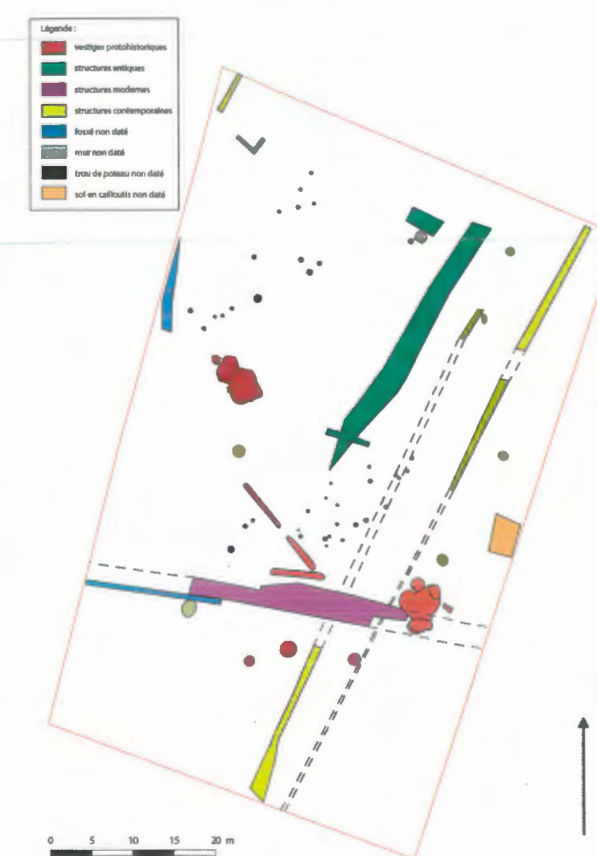 Légende :
vestiges protohistoriques
structures antiques
structures modernes
structures contemporaines
fossé non daté
mur non daté
trou de poteau non daté
sol en cailloutis non daté
0 5 10 15 20 m